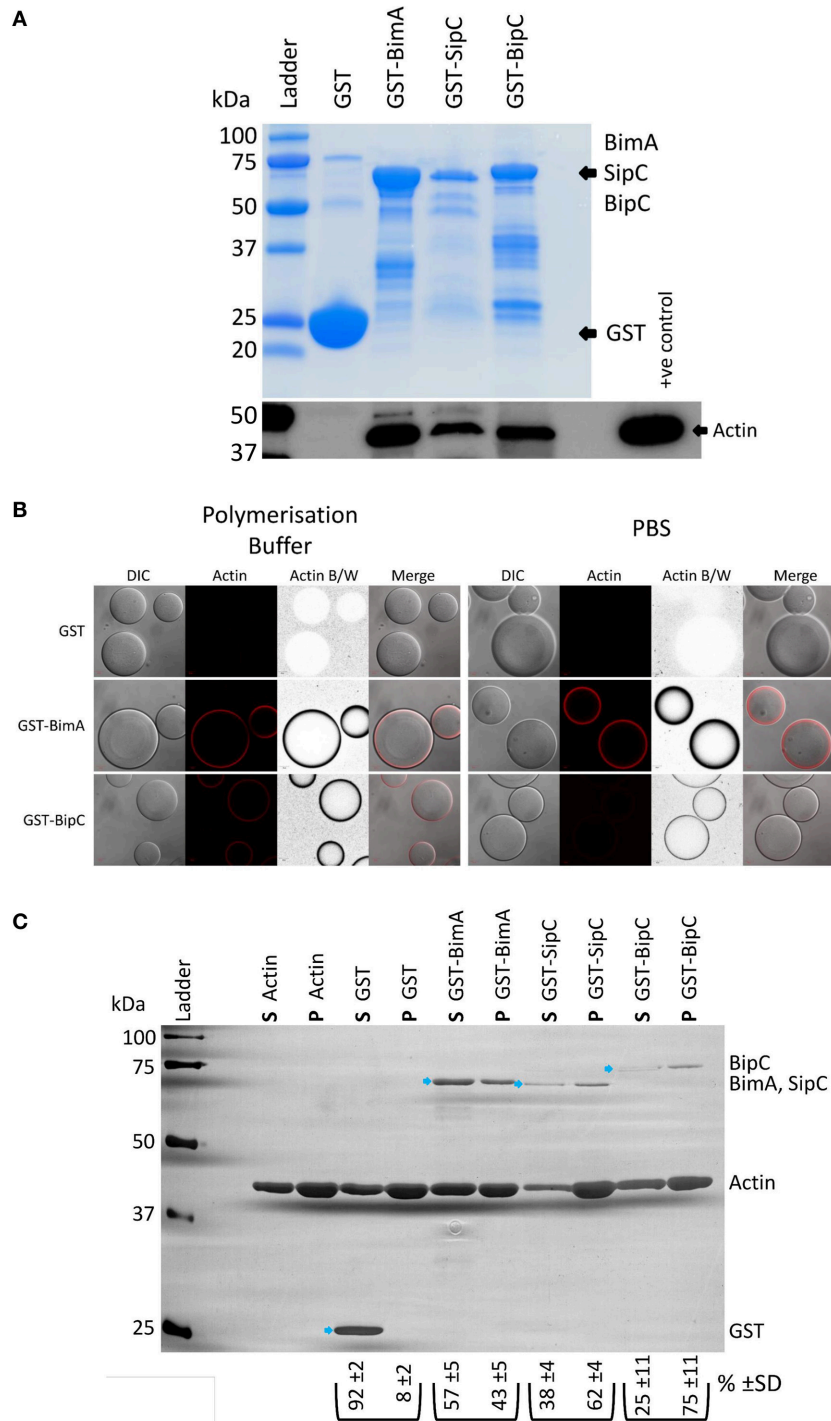 A
kDa
Ladder
GST
GST-BimA
GST-SipC
GST-BipC
100
75
50
37
25
20
BimA
SipC
BipC
GST
+ve control
50
37
Actin
B
Polymerisation
Buffer
PBS
DIC Actin Actin B/W Merge DIC Actin Actin B/W Merge
GST
GST-BimA
GST-BipC
C
kDa
Ladder
S Actin
P Actin
S GST
P GST
S GST-BimA
P GST-BimA
S GST-SipC
P GST-SipC
S GST-BipC
P GST-BipC
100
75
50
37
25
BipC
BimA, SipC
Actin
GST
92 ±2
8 ±2
57 ±5
43 ±5
38 ±4
62 ±4
25 ±11
75 ±11
% ±SD